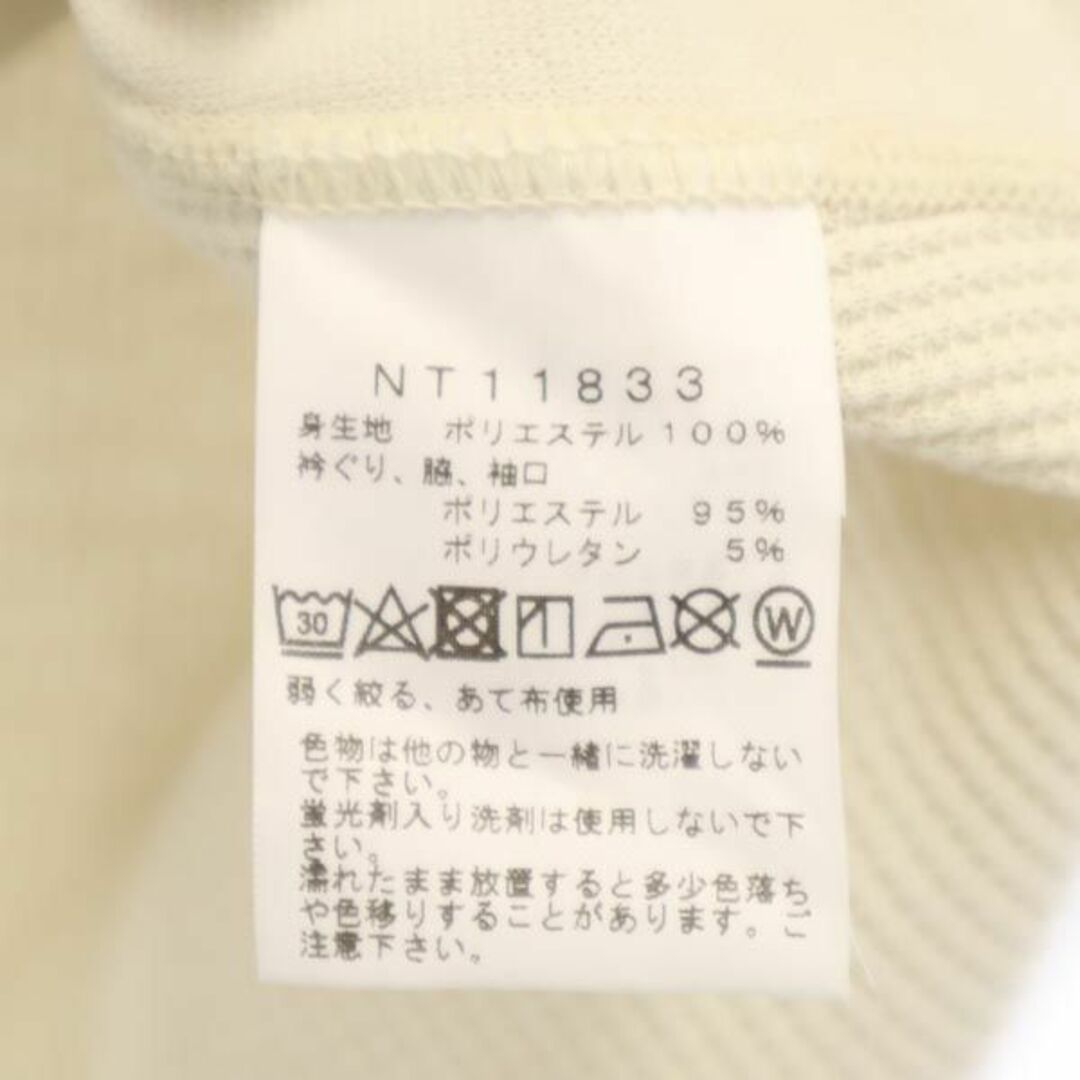 NT11833
身生地 ポリエステル 100%
衿ぐり、脇、袖口
ポリエステル 95%
ポリウレタン 5%
30 W
弱く絞る、あて布使用
色物は他の物と一緒に洗濯しない
で下さい。
蛍光剤入り洗剤は使用しないで下
さい。
濡れたまま放置すると多少色落ち
や色移りすることがあります。ご
注意下さい。